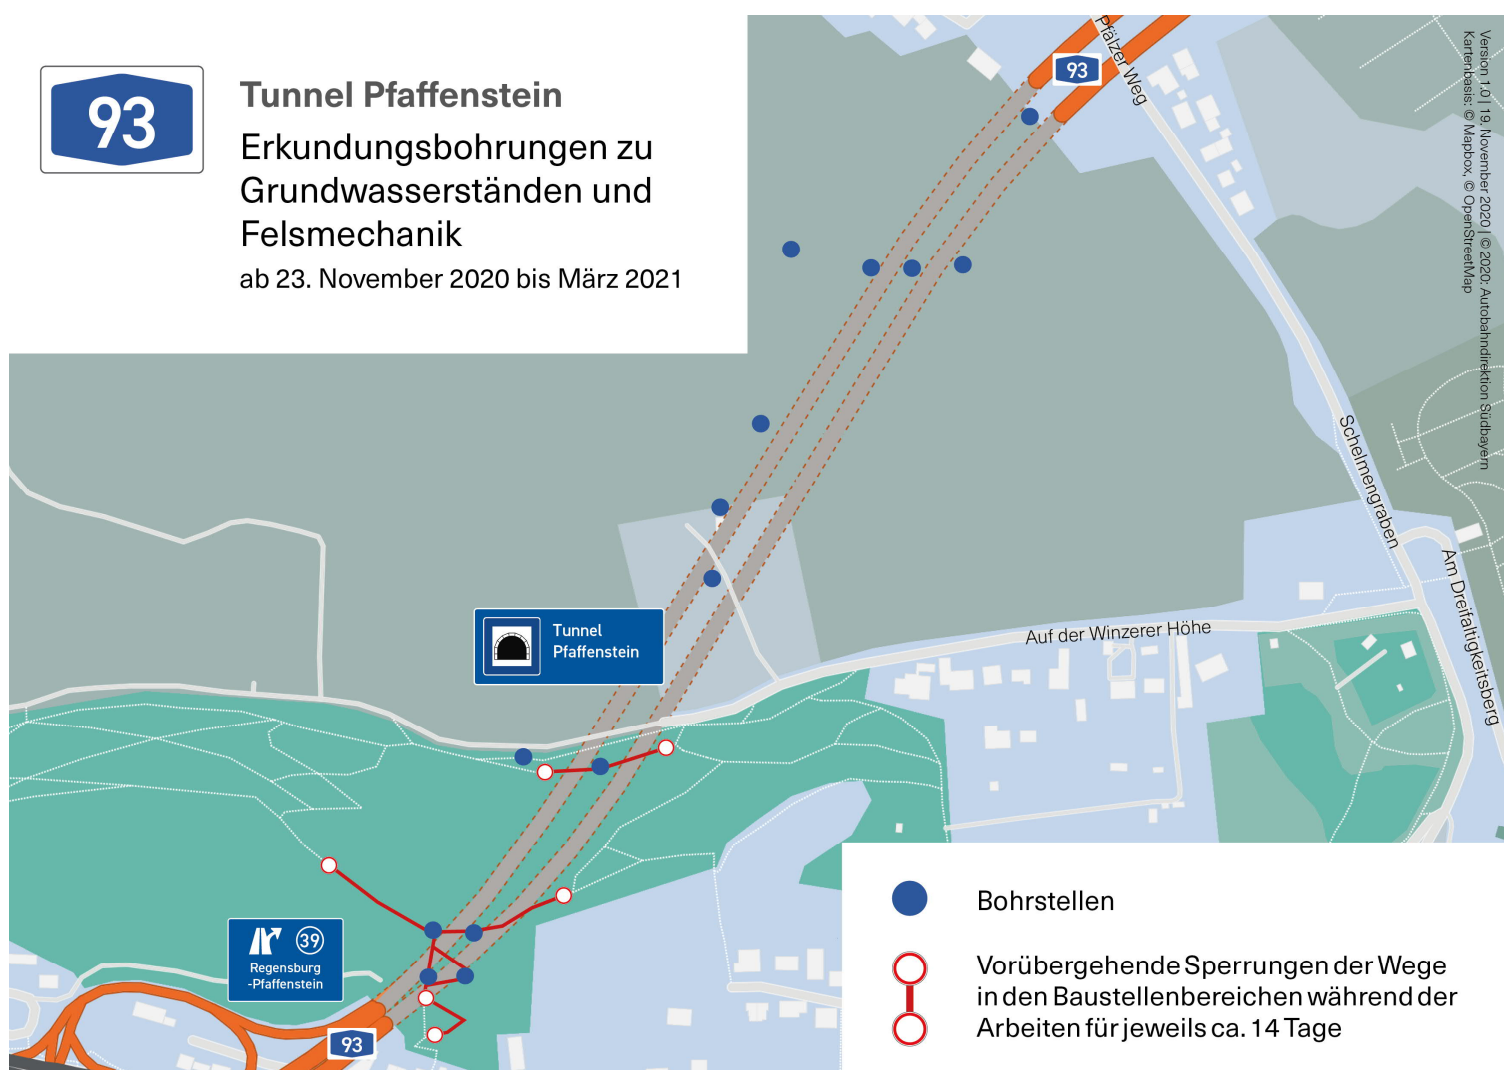 93
Tunnel Pfaffenstein
Erkundungsbohrungen zu
Grundwasserständen und
Felsmechanik
ab 23. November 2020 bis März 2021
93
Pfälzer Weg
Version 1.0 | 19. November 2020 | © 2020: Autobahndirektion Südbayern
Kartenbasis: © Mapbox, © OpenStreetMap
Schelmengraben
Am Dreifaltigkeitsberg
Auf der Winzerer Höhe
Tunnel
Pfaffenstein
39
Regensburg
-Pfaffenstein
93
Bohrstellen
Vorübergehende Sperrungen der Wege
in den Baustellenbereichen während der
Arbeiten für jeweils ca. 14 Tage